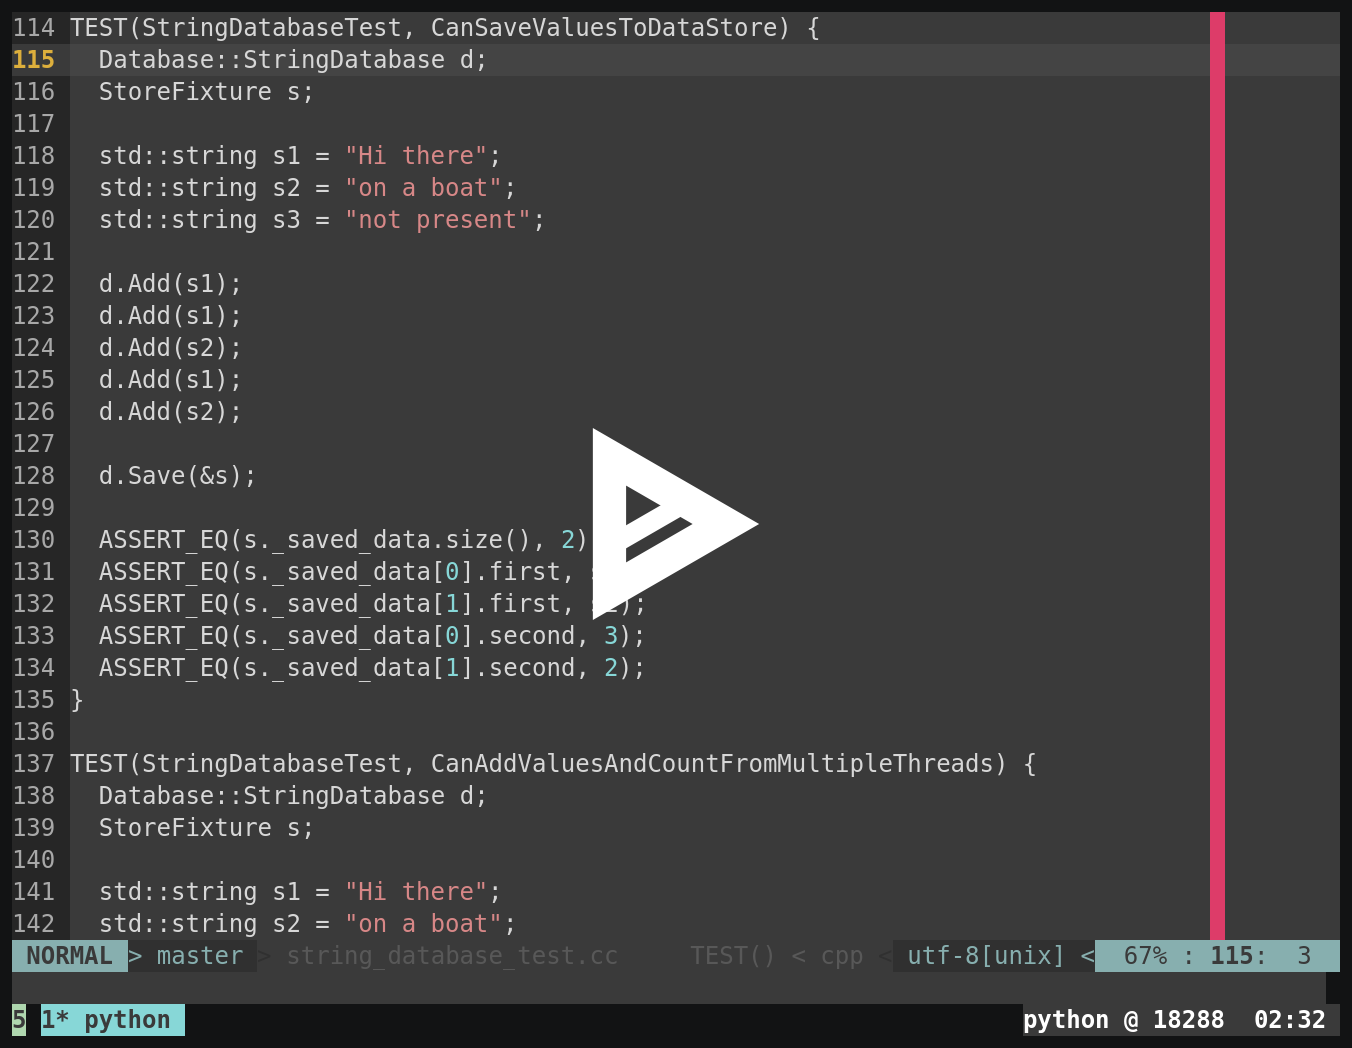 114 TEST(StringDatabaseTest, CanSaveValuesToDataStore) {
115   Database::StringDatabase d;
116   StoreFixture s;
117
118   std::string s1 = "Hi there";
119   std::string s2 = "on a boat";
120   std::string s3 = "not present";
121
122   d.Add(s1);
123   d.Add(s1);
124   d.Add(s2);
125   d.Add(s1);
126   d.Add(s2);
127
128   d.Save(&s);
129
130   ASSERT_EQ(s._saved_data.size(), 2)
131   ASSERT_EQ(s._saved_data[0].first,
132   ASSERT_EQ(s._saved_data[1].first, );
133   ASSERT_EQ(s._saved_data[0].second, 3);
134   ASSERT_EQ(s._saved_data[1].second, 2);
135 }
136
137 TEST(StringDatabaseTest, CanAddValuesAndCountFromMultipleThreads) {
138   Database::StringDatabase d;
139   StoreFixture s;
140
141   std::string s1 = "Hi there";
142   std::string s2 = "on a boat";
NORMAL > master > string_database_test.cc     TEST() < cpp < utf-8[unix] <  67% : 115:  3
5 1* python     python @ 18288  02:32